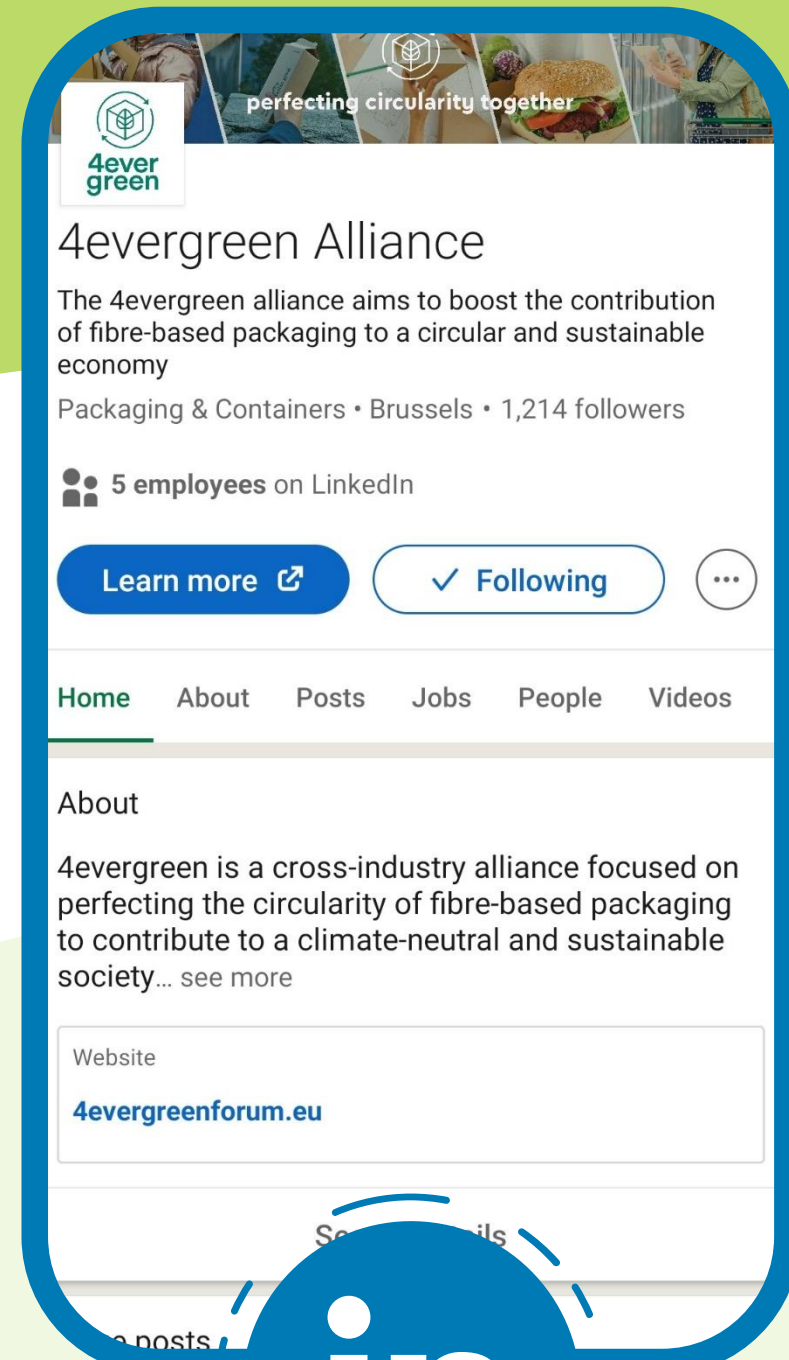 perfecting circularity together
4ever
green
4evergreen Alliance
The 4evergreen alliance aims to boost the contribution
of fibre-based packaging to a circular and sustainable
economy
Packaging & Containers • Brussels • 1,214 followers
5 employees on LinkedIn
Learn more
Following
Home About Posts Jobs People Videos
About
4evergreen is a cross-industry alliance focused on
perfecting the circularity of fibre-based packaging
to contribute to a climate-neutral and sustainable
society... see more
Website
4evergreenforum.eu
posts
in